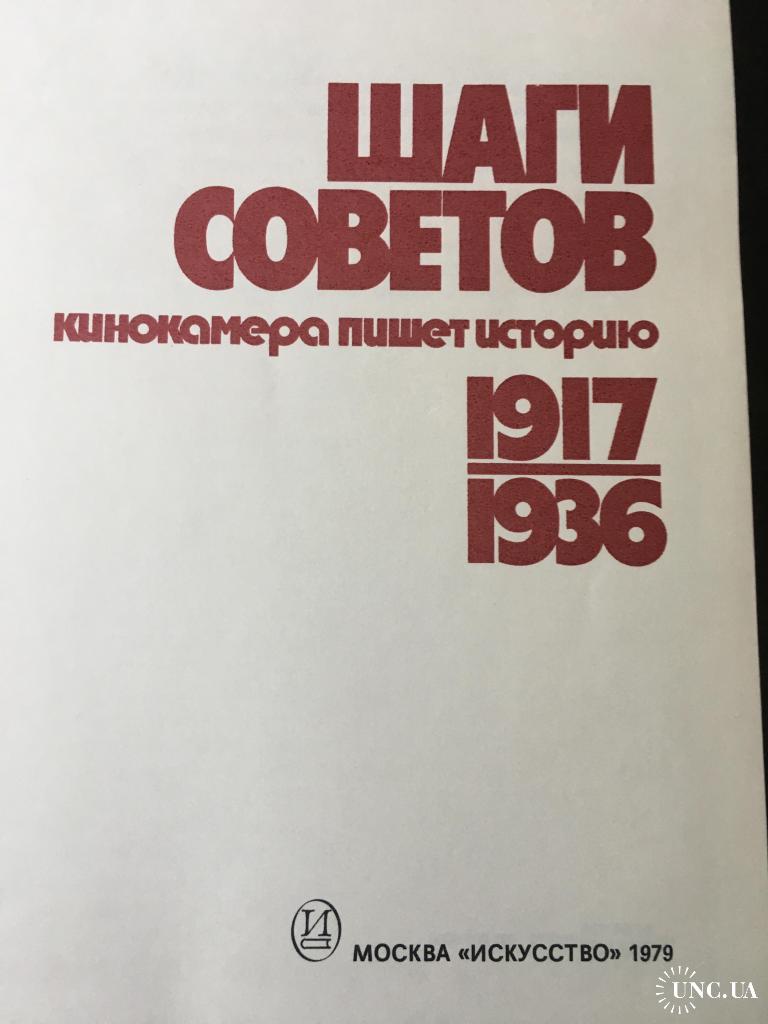 ШАГИ
СОВЕТОВ
кинокамера пишет историю
1917
1936
И
МОСКВА «ИСКУССТВО» 1979
UNC.UA